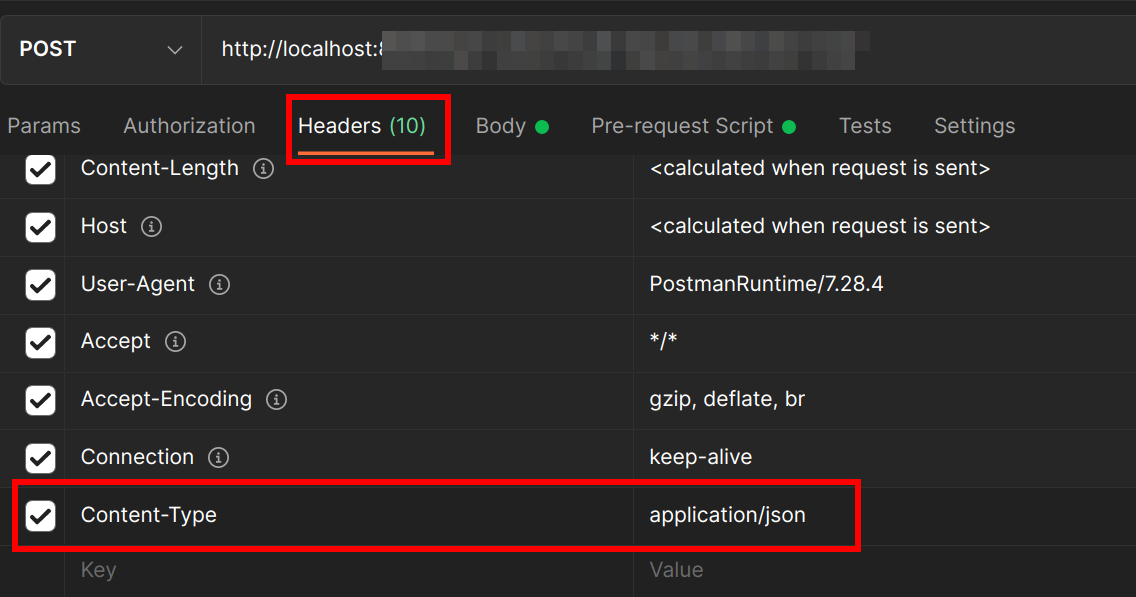 POST http://localhost:
Params Authorization Headers (10) Body Pre-request Script Tests Settings
Content-Length <calculated when request is sent>
Host <calculated when request is sent>
User-Agent PostmanRuntime/7.28.4
Accept */*
Accept-Encoding gzip, deflate, br
Connection keep-alive
Content-Type application/json
Key Value